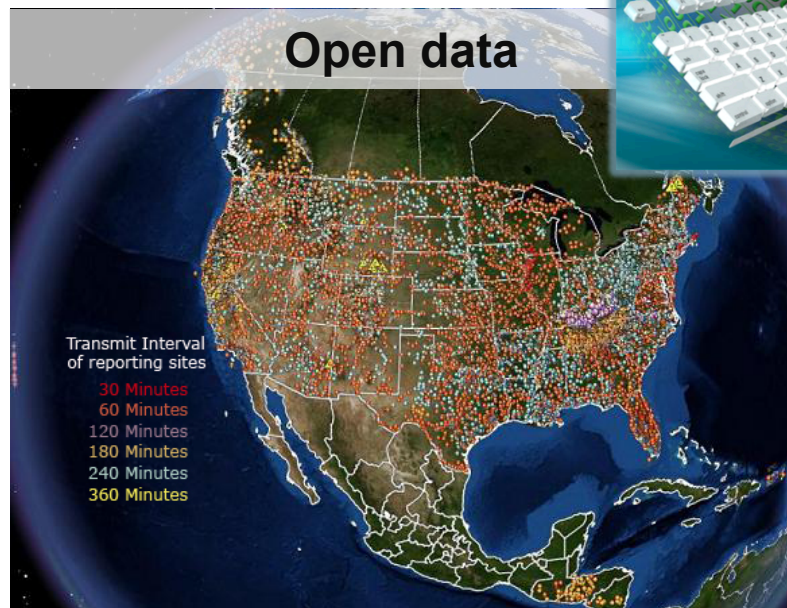 Open data
Transmit Interval
of reporting sites
30 Minutes
60 Minutes
120 Minutes
180 Minutes
240 Minutes
360 Minutes